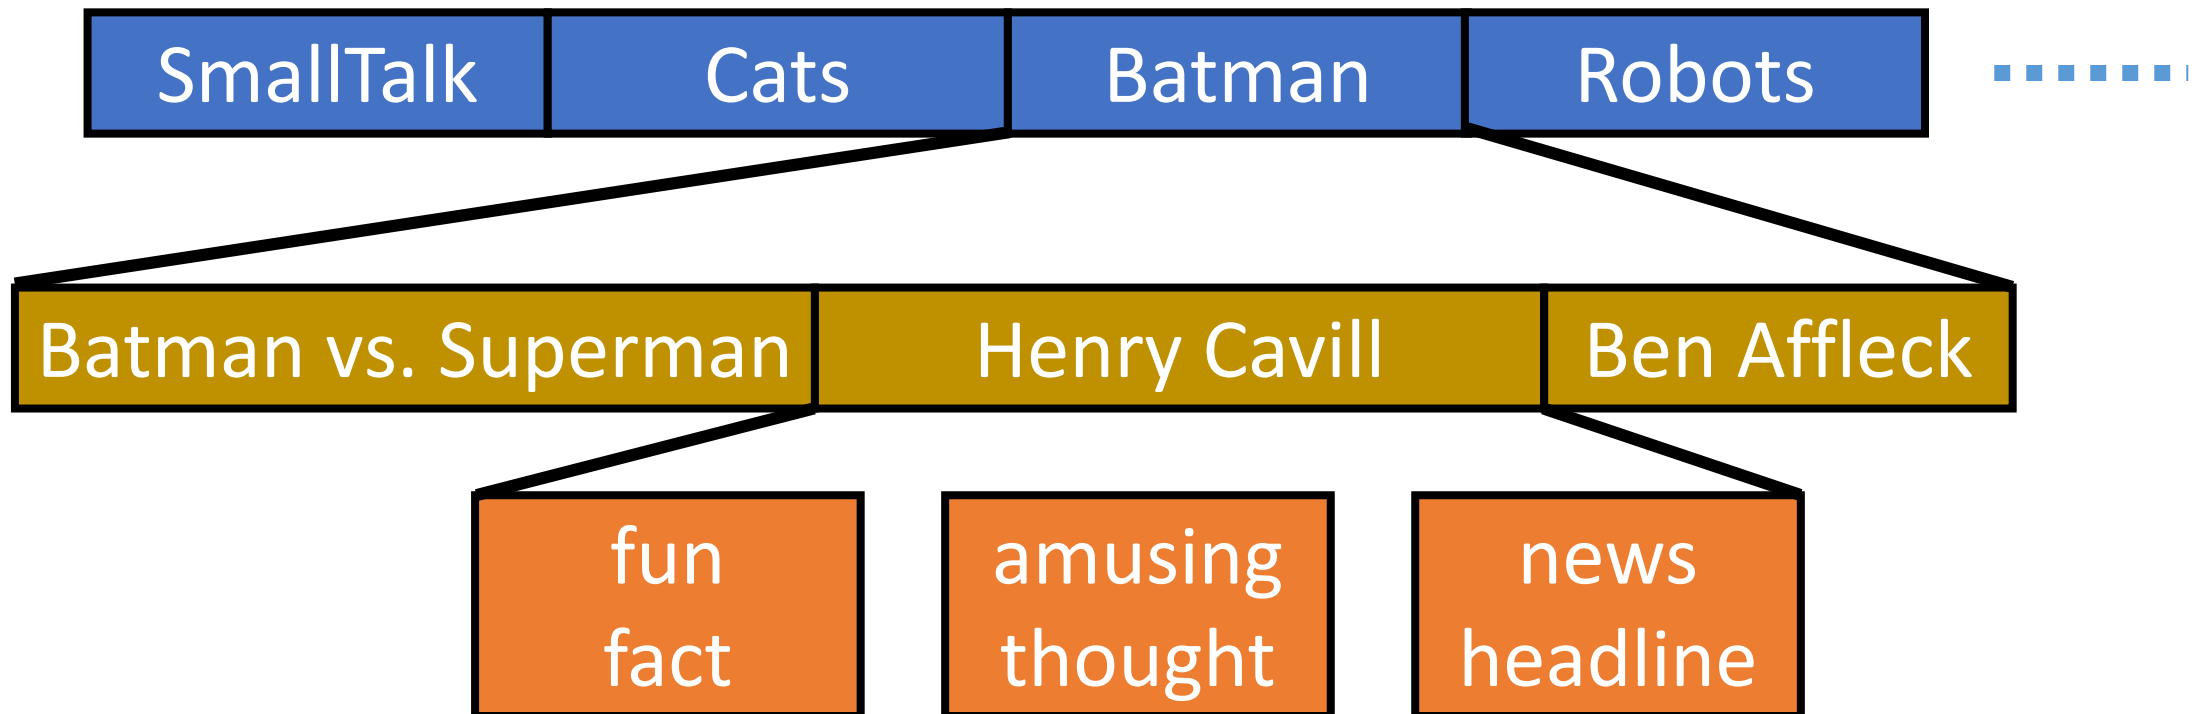 SmallTalk Cats Batman Robots
Batman vs. Superman Henry Cavill Ben Affleck
fun amusing news
fact thought headline